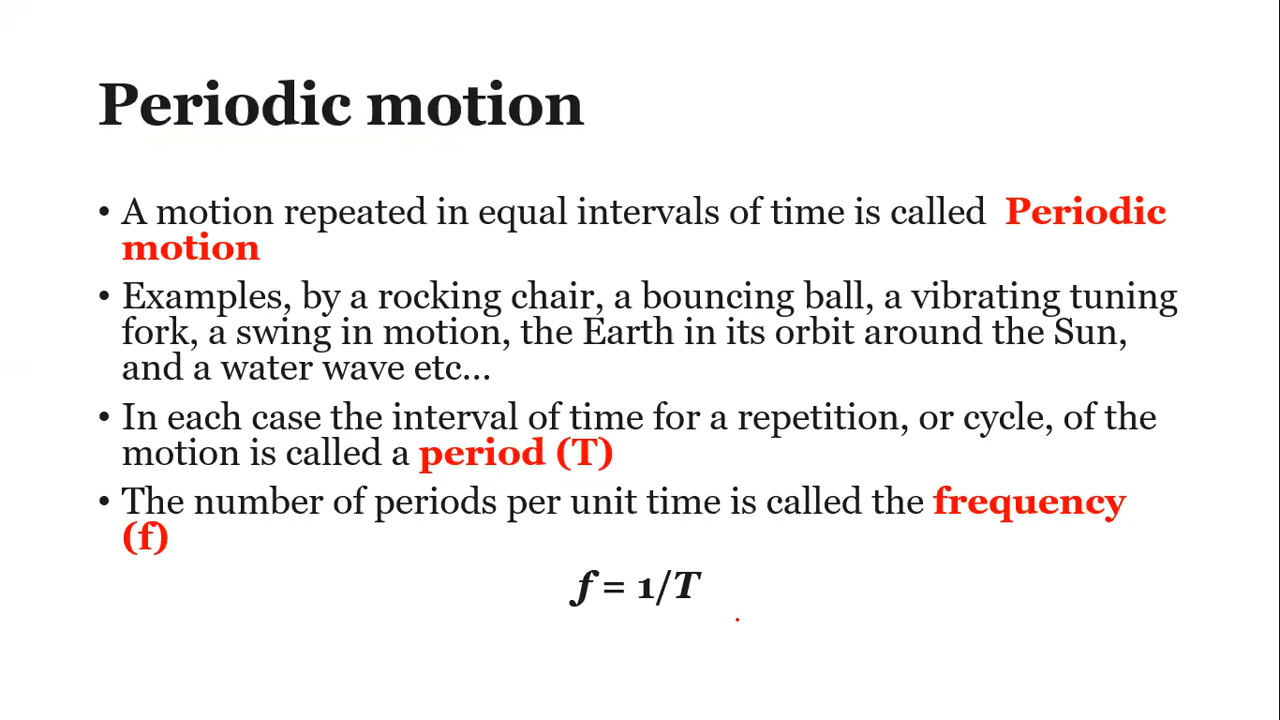 Periodic motion
• A motion repeated in equal intervals of time is called  Periodic
motion
• Examples, by a rocking chair, a bouncing ball, a vibrating tuning
fork, a swing in motion, the Earth in its orbit around the Sun,
and a water wave etc...
• In each case the interval of time for a repetition, or cycle, of the
motion is called a period (T)
• The number of periods per unit time is called the frequency
(f)
f = 1/T